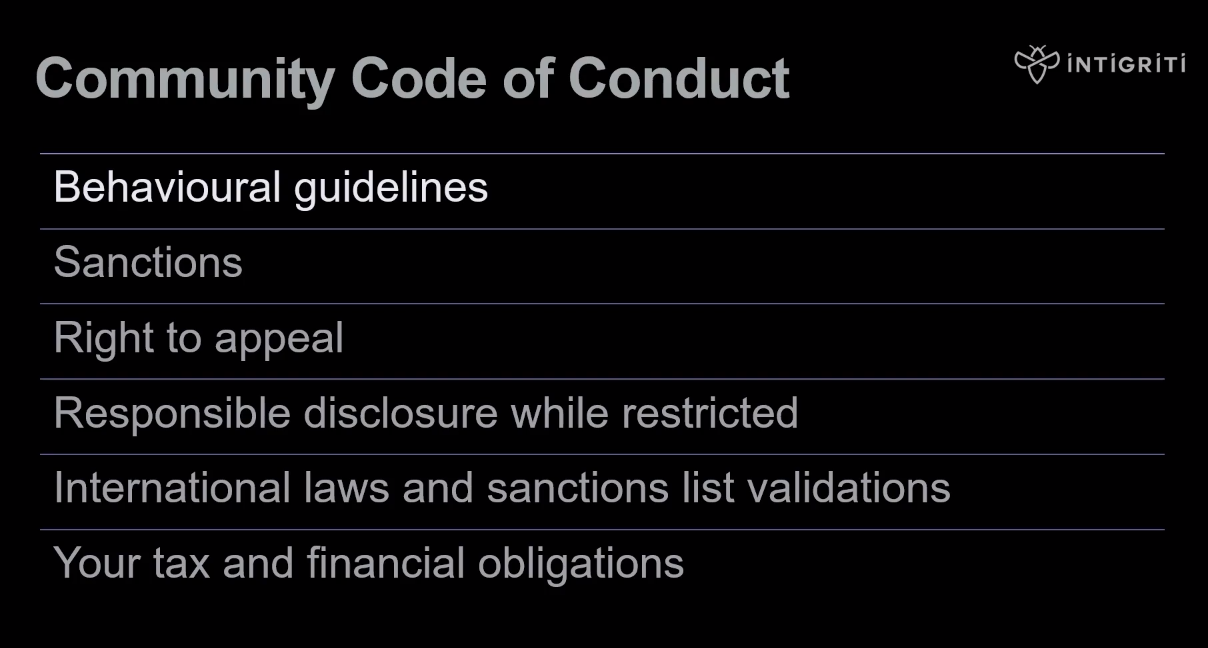 Community Code of Conduct
INTIGRITI
Behavioural guidelines
Sanctions
Right to appeal
Responsible disclosure while restricted
International laws and sanctions list validations
Your tax and financial obligations